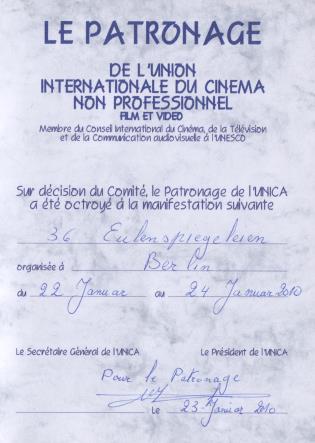 LE PATRONAGE
DE L'UNION
INTERNATIONALE DU CINEMA
NON PROFESSIONNEL
FILM ET VIDEO
Membre du Conseil International du Cinéma, de la Télévision
et de la Communication audiovisuelle à l'UNESCO
Sur décision du Comité, le Patronage de l'UNICA
a été octroyé à la manifestation suivante
36 Eulenspiegeleien
organisée à Berlin
du 22 Januar au 24 Januar 2010
Le Secrétaire Général de l'UNICA Le Président de l'UNICA
Pour le Patronage
Le 23 Januar 2010